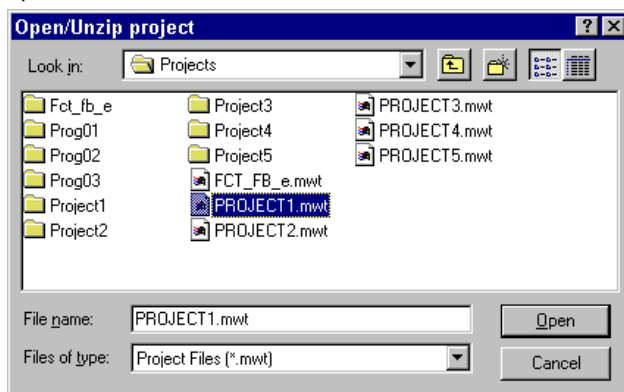 Open/Unzip project
Look in: Projects
Fct_fb_e Project3 PROJECT3.mwt
Prog01 Project4 PROJECT4.mwt
Prog02 Project5 PROJECT5.mwt
Prog03 FCT_FB_e.mwt
Project1 PROJECT1.mwt
Project2 PROJECT2.mwt
File name: PROJECT1.mwt Open
Files of type: Project Files (*.mwt) Cancel